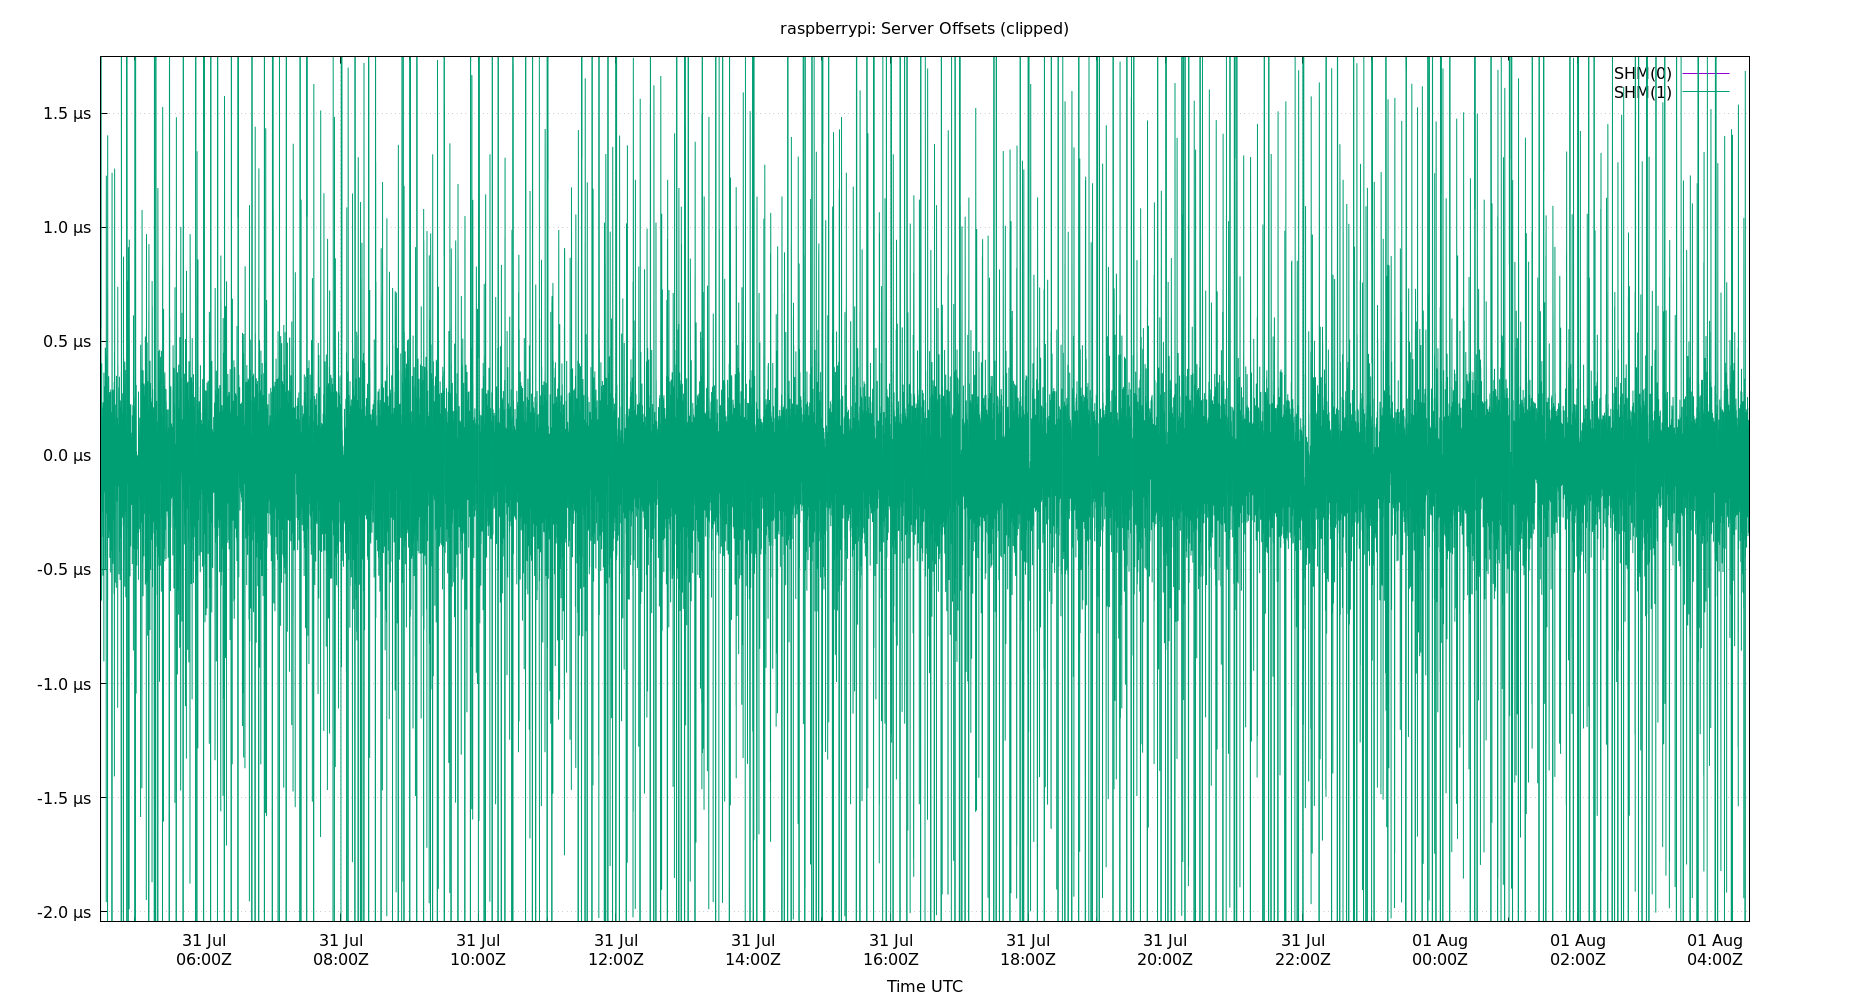 raspberrypi: Server Offsets (clipped)
SHM(0)
SHM(1)
1.5 µs
1.0 µs
0.5 µs
0.0 µs
-0.5 µs
-1.0 µs
-1.5 µs
-2.0 µs
31 Jul 31 Jul 31 Jul 31 Jul 31 Jul 31 Jul 31 Jul 31 Jul 31 Jul 01 Aug 01 Aug 01 Aug
06:00Z 08:00Z 10:00Z 12:00Z 14:00Z 16:00Z 18:00Z 20:00Z 22:00Z 00:00Z 02:00Z 04:00Z
Time UTC